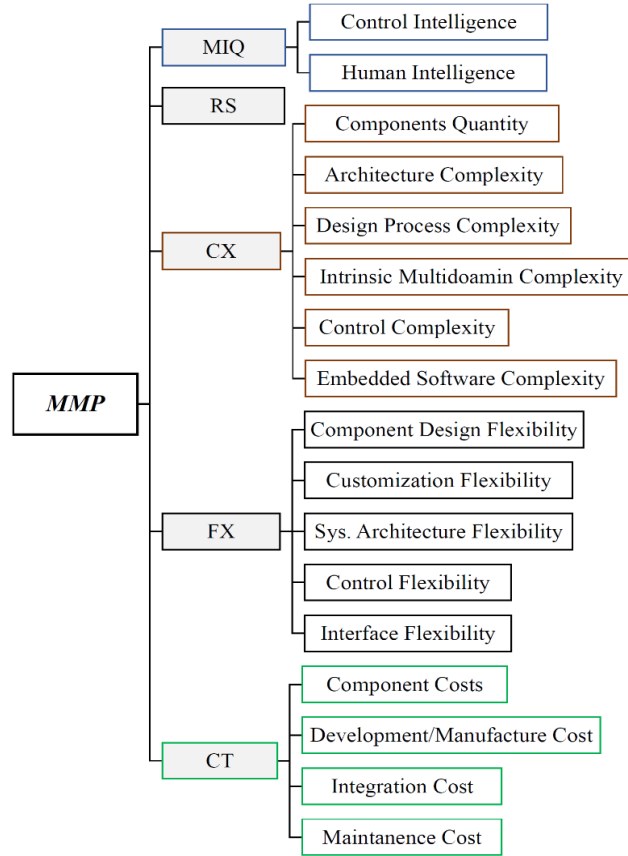 MMP
MIQ
Control Intelligence
Human Intelligence
RS
CX
Components Quantity
Architecture Complexity
Design Process Complexity
Intrinsic Multidoamin Complexity
Control Complexity
Embedded Software Complexity
FX
Component Design Flexibility
Customization Flexibility
Sys. Architecture Flexibility
Control Flexibility
Interface Flexibility
CT
Component Costs
Development/Manufacture Cost
Integration Cost
Maintanence Cost